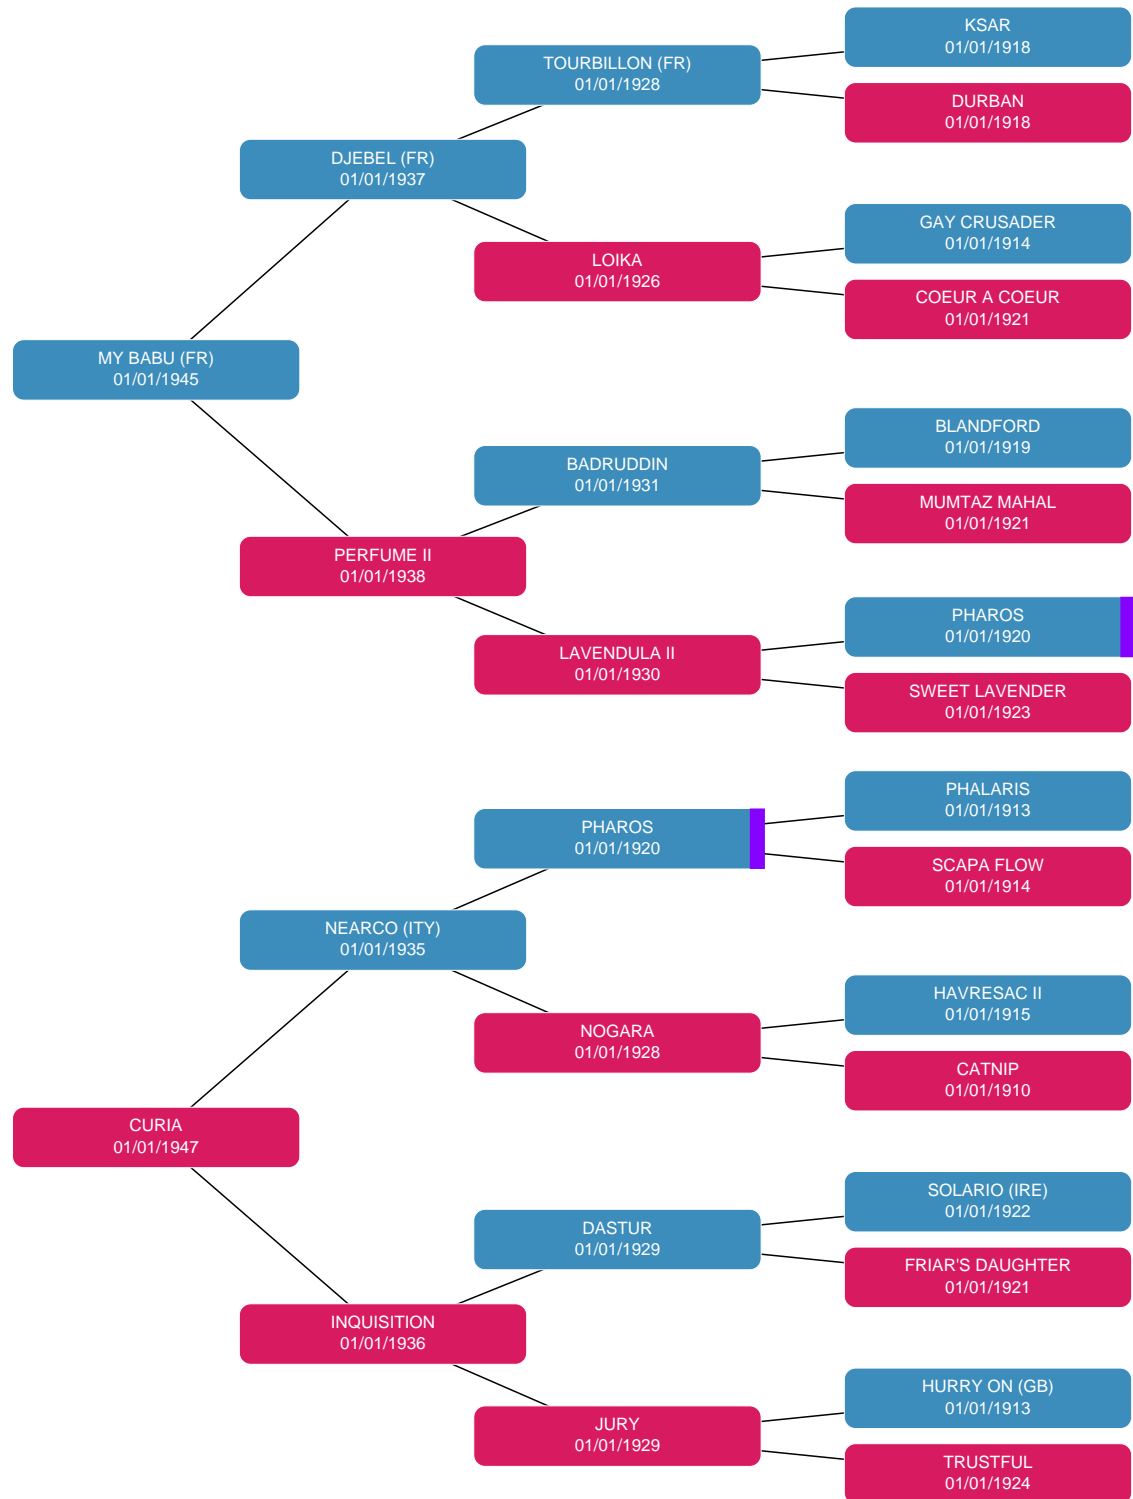 KSAR
01/01/1918
TOURBILLON (FR)
01/01/1928
DURBAN
01/01/1918
DJEBEL (FR)
01/01/1937
GAY CRUSADER
01/01/1914
LOIKA
01/01/1926
COEUR A COEUR
01/01/1921
MY BABU (FR)
01/01/1945
BLANDFORD
01/01/1919
BADRUDDIN
01/01/1931
MUMTAZ MAHAL
01/01/1921
PERFUME II
01/01/1938
PHAROS
01/01/1920
LAVENDULA II
01/01/1930
SWEET LAVENDER
01/01/1923
PHALARIS
01/01/1913
PHAROS
01/01/1920
SCAPA FLOW
01/01/1914
NEARCO (ITY)
01/01/1935
HAVRESAC II
01/01/1915
NOGARA
01/01/1928
CATNIP
01/01/1910
CURIA
01/01/1947
SOLARIO (IRE)
01/01/1922
DASTUR
01/01/1929
FRIAR'S DAUGHTER
01/01/1921
INQUISITION
01/01/1936
HURRY ON (GB)
01/01/1913
JURY
01/01/1929
TRUSTFUL
01/01/1924